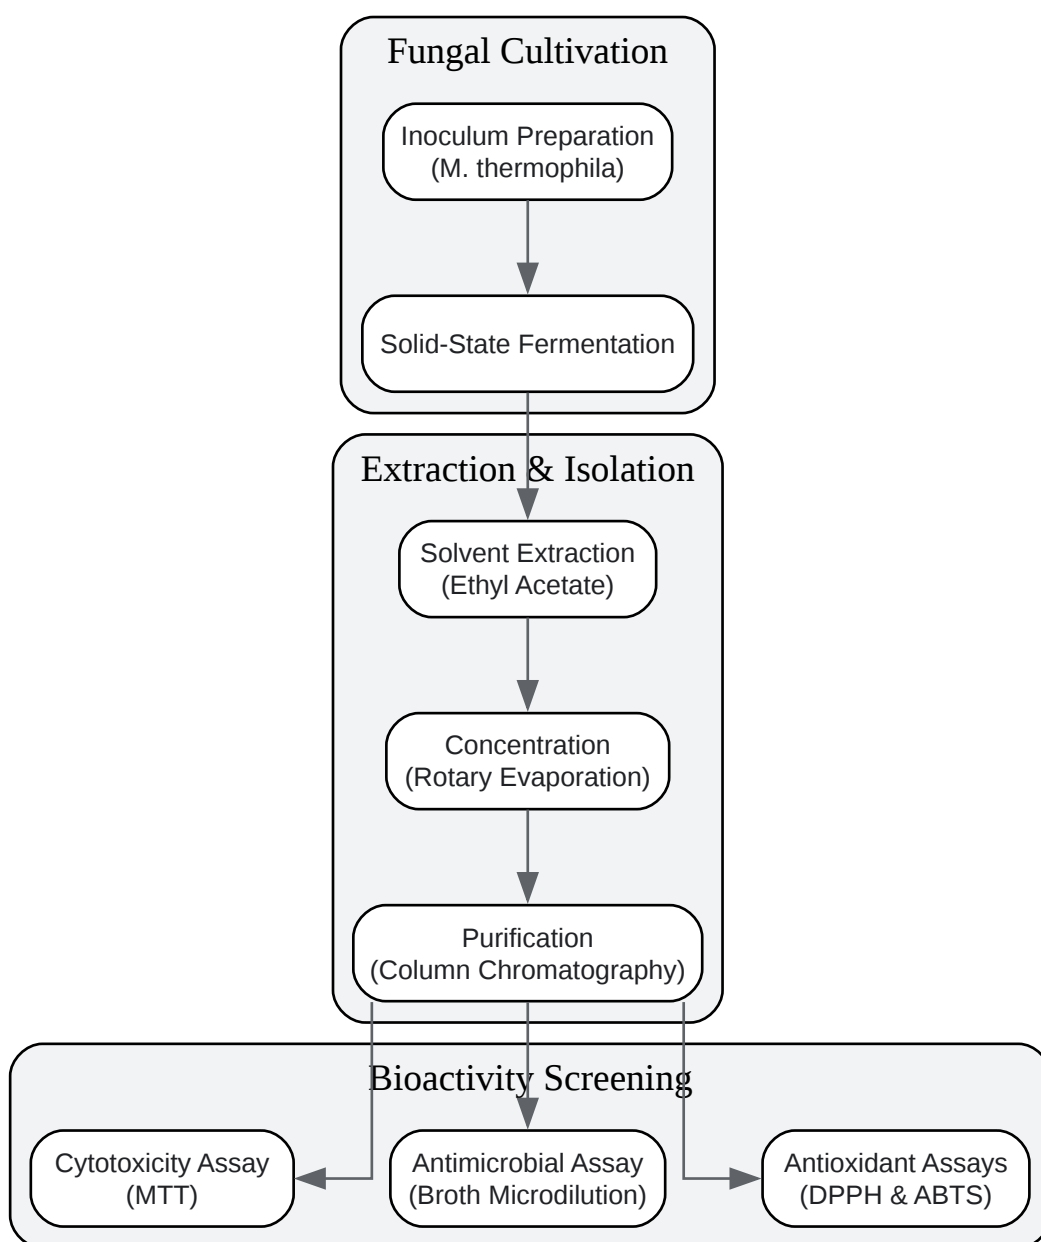 Fungal Cultivation
Inoculum Preparation
(M. thermophila)
Solid-State Fermentation
Extraction & Isolation
Solvent Extraction
(Ethyl Acetate)
Concentration
(Rotary Evaporation)
Purification
(Column Chromatography)
Bioactivity Screening
Cytotoxicity Assay
(MTT)
Antimicrobial Assay
(Broth Microdilution)
Antioxidant Assays
(DPPH & ABTS)